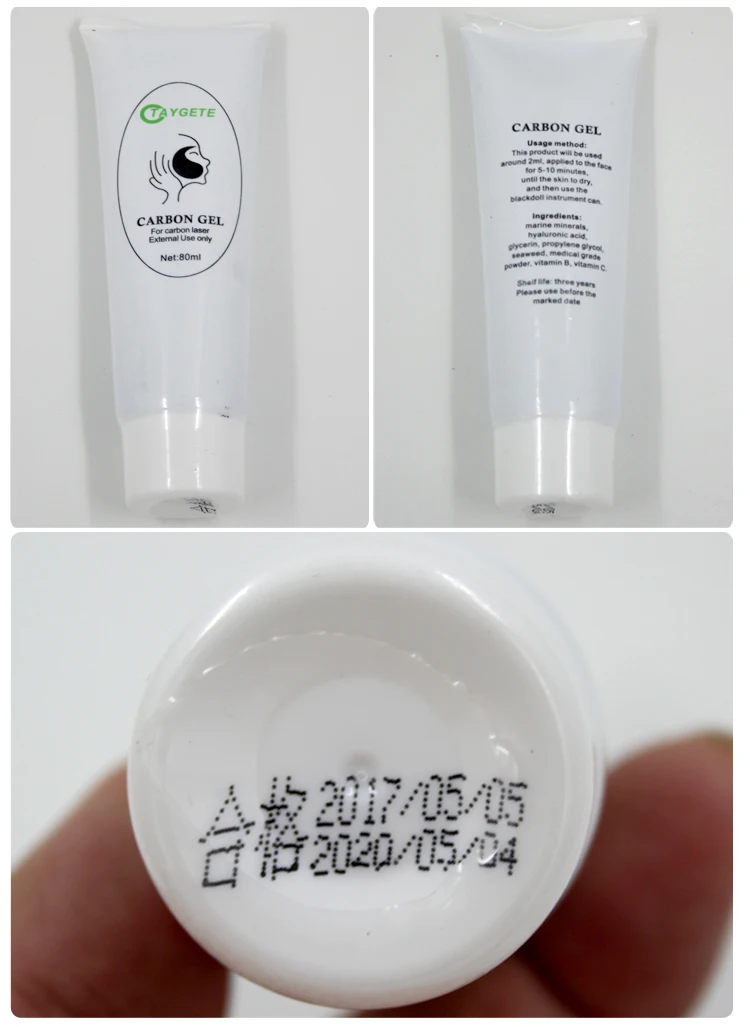 TAYGETE
CARBON GEL
For carbon laser
External Use only
Net:80ml
CARBON GEL
Usage method:
This product will be used
around 2ml, applied to the face
for 5-10 minutes,
until the skin to dry,
and then use the
blackdoll instrument can.
Ingredients:
marine minerals,
hyaluronic acid,
glycerin, propylene glycol,
seaweed, medical grade
powder, vitamin B, vitamin C.
Shelf life: three years
Please use before the
marked date
合格 2017/05/05
2020/05/04